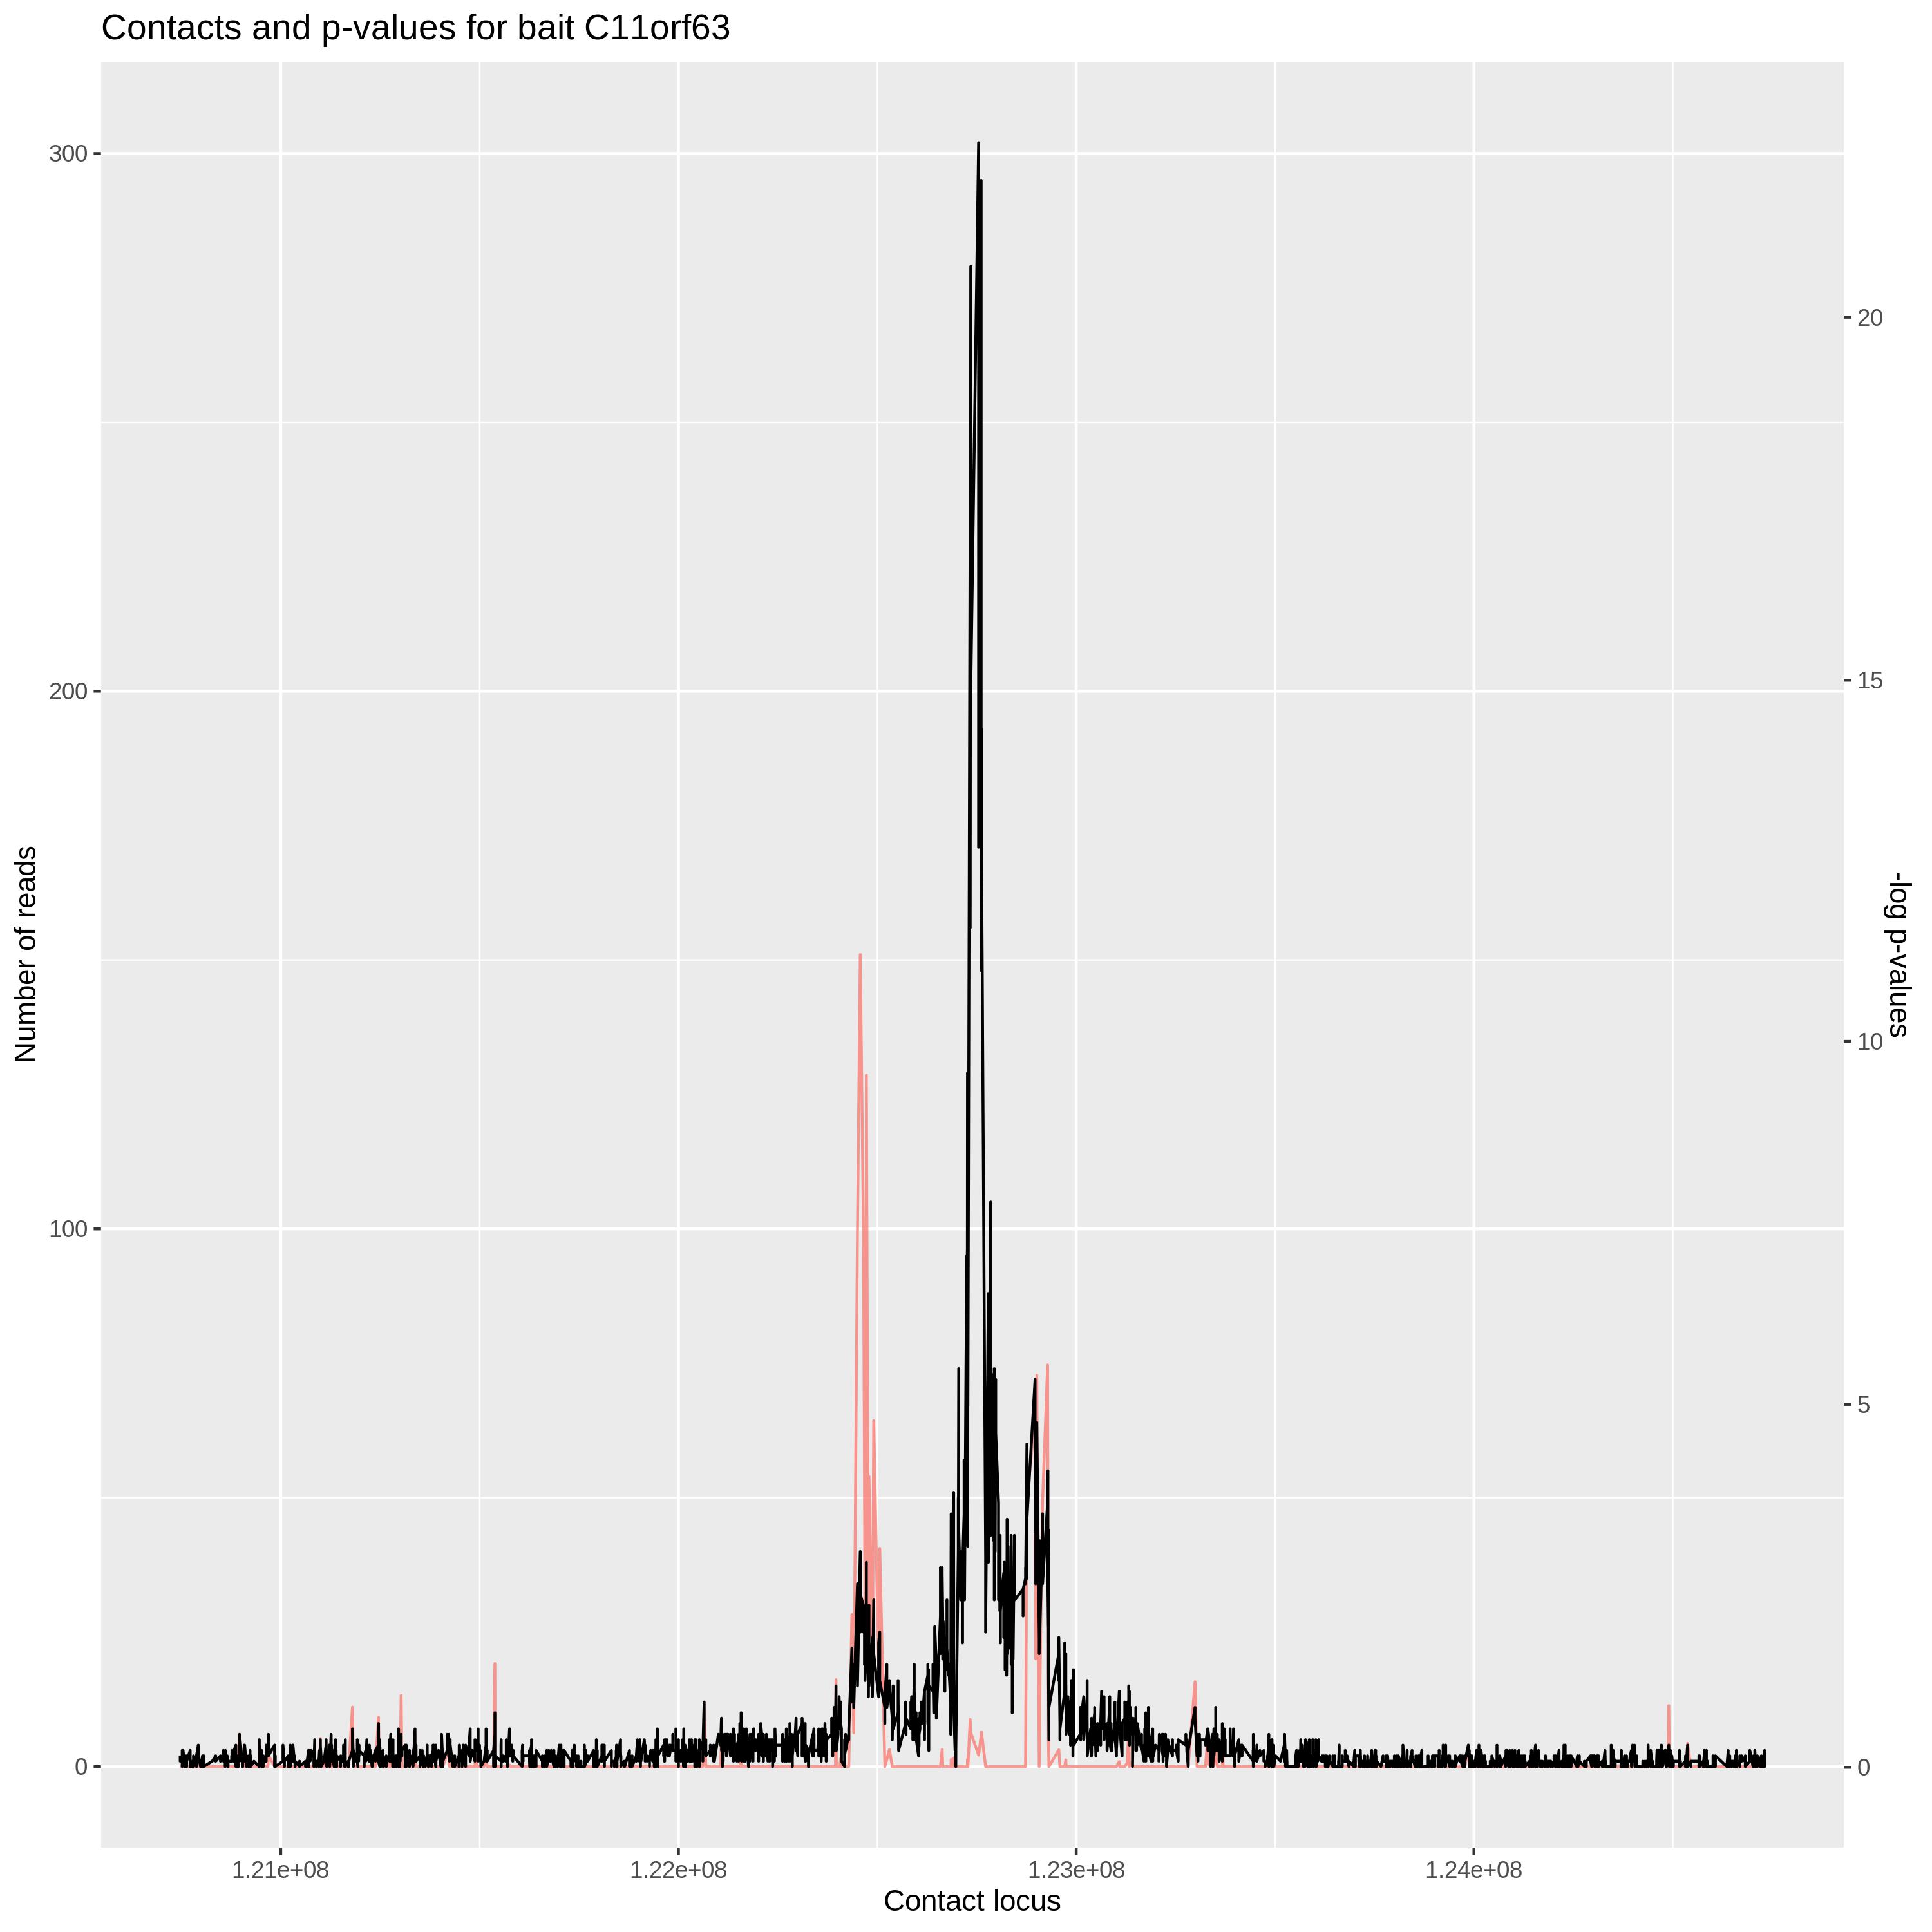 Contacts and p-values for bait C11orf63
300
200
100
0
Number of reads
20
15
10
5
0
-log p-values
1.21e+08
1.22e+08
1.23e+08
1.24e+08
Contact locus